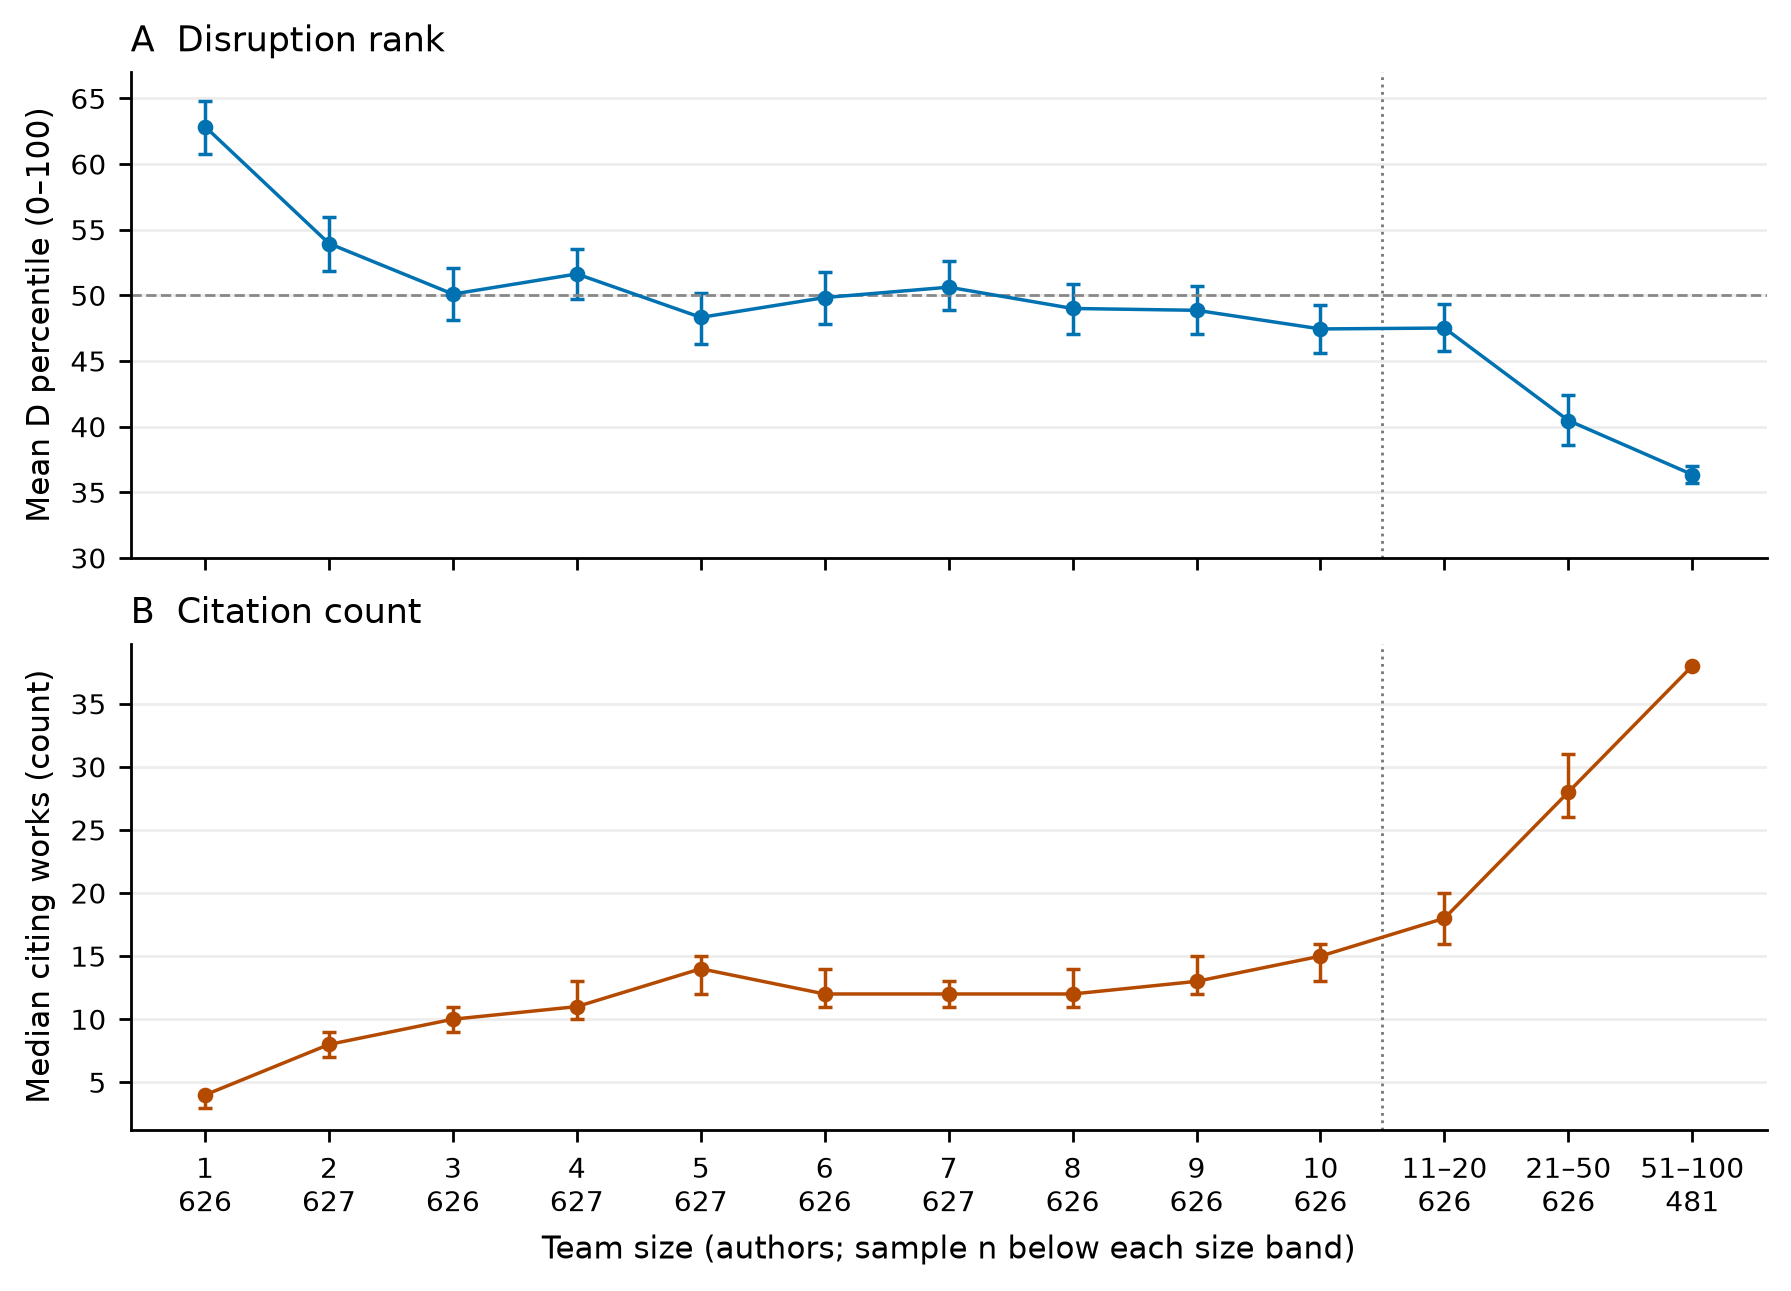 A Disruption rank
Mean D percentile (0–100)
65
60
55
50
45
40
35
30
B Citation count
Median citing works (count)
35
30
25
20
15
10
5
1 2 3 4 5 6 7 8 9 10 11–20 21–50 51–100
626 627 626 627 627 626 627 626 626 626 626 626 481
Team size (authors; sample n below each size band)